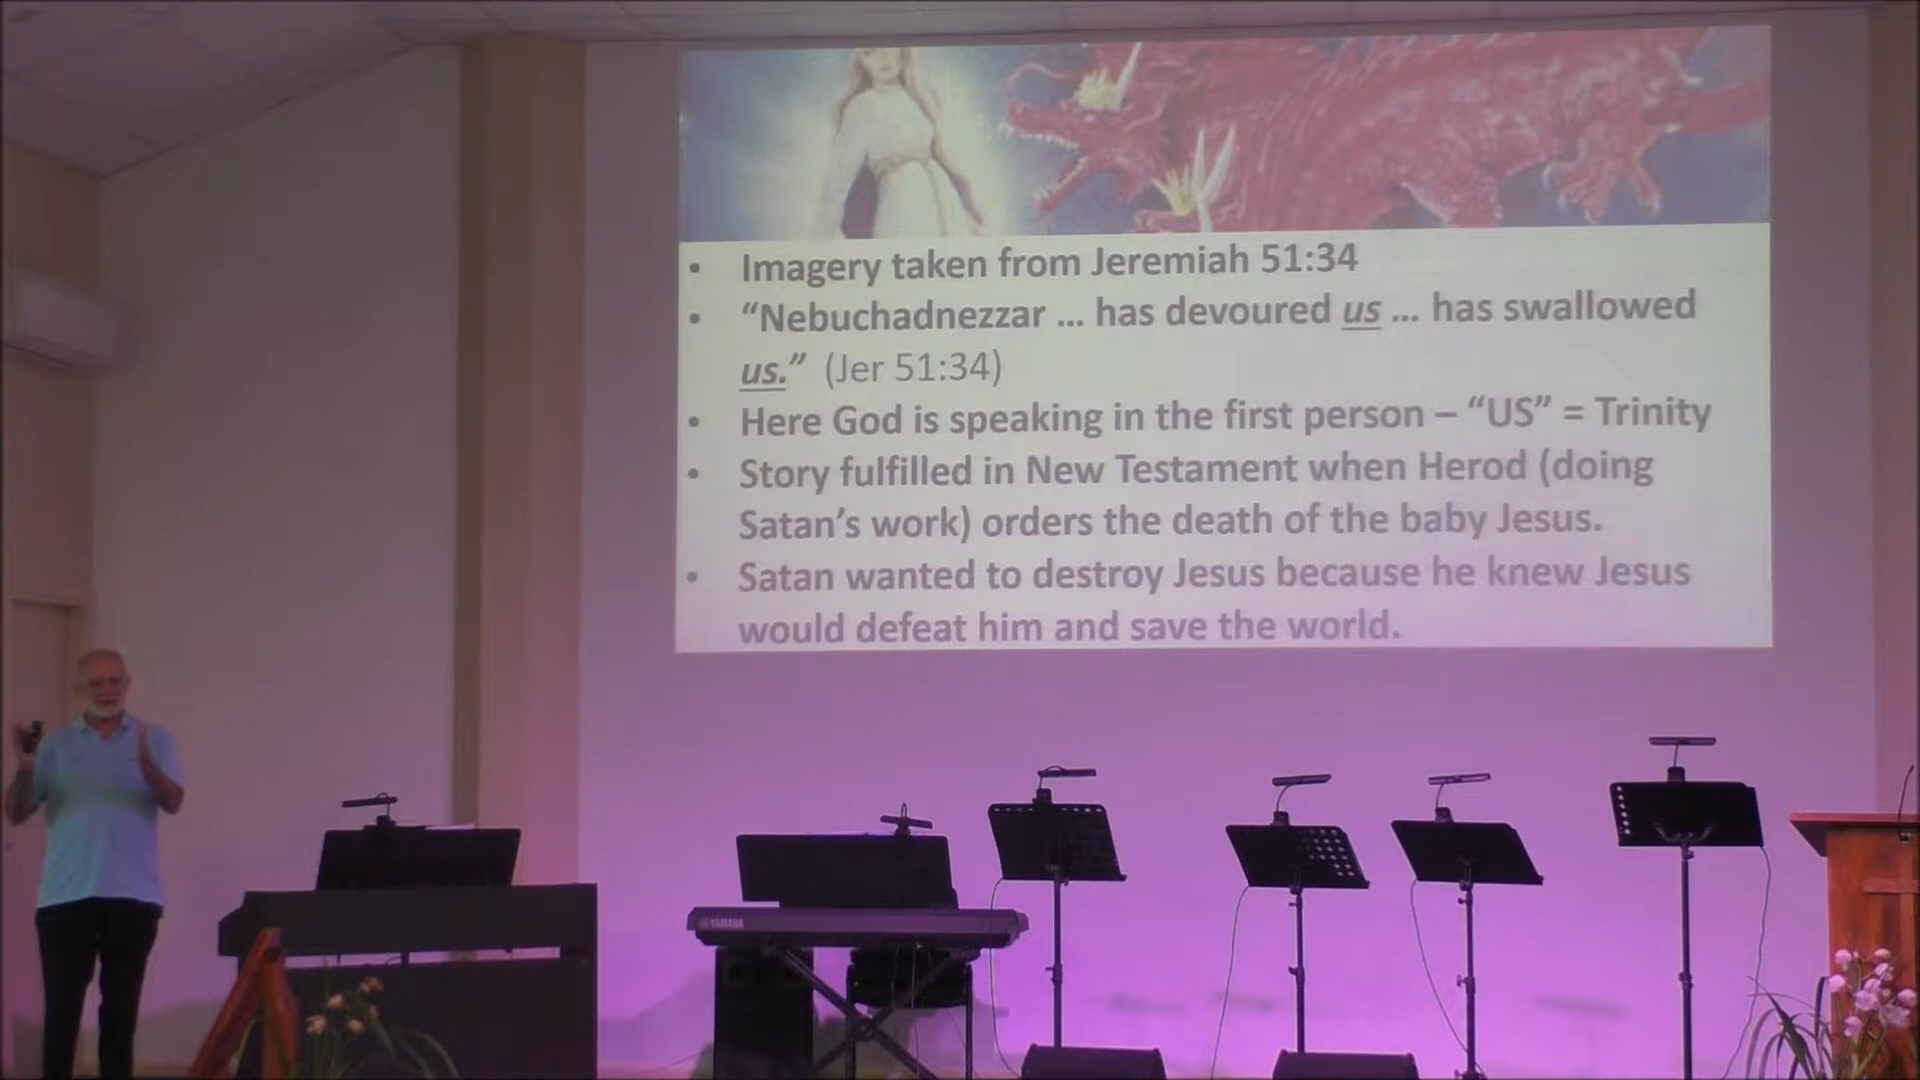 • Imagery taken from Jeremiah 51:34
• “Nebuchadnezzar ... has devoured us ... has swallowed
us.” (Jer 51:34)
• Here God is speaking in the first person – “US” = Trinity
• Story fulfilled in New Testament when Herod (doing
Satan’s work) orders the death of the baby Jesus.
• Satan wanted to destroy Jesus because he knew Jesus
would defeat him and save the world.
YAMAHA